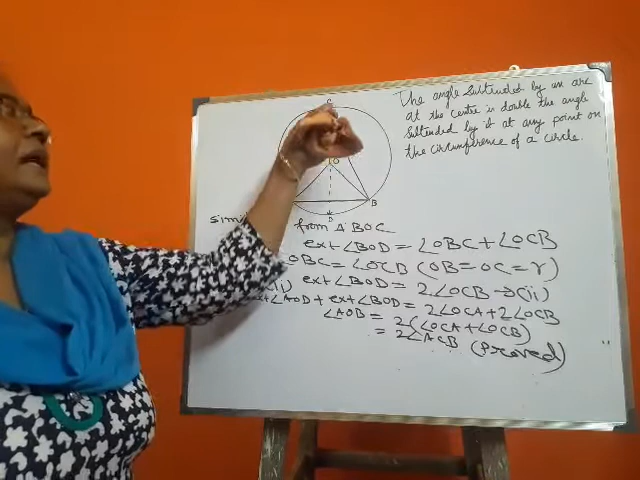 The angle subtended by an arc
at the centre is double the angle
subtended by it at any point on
the circumference of a circle.
C
O
B
D
from Δ BOC
ext ∠BOD = ∠OBC + ∠OCB
OBC = ∠OCB (OB = OC = r)
ext ∠BOD = 2∠OCB → (ii)
∠AOD + ext ∠BOD = 2∠OCA + 2∠OCB
∠AOB = 2(∠OCA + ∠OCB)
= 2∠ACB (Proved)